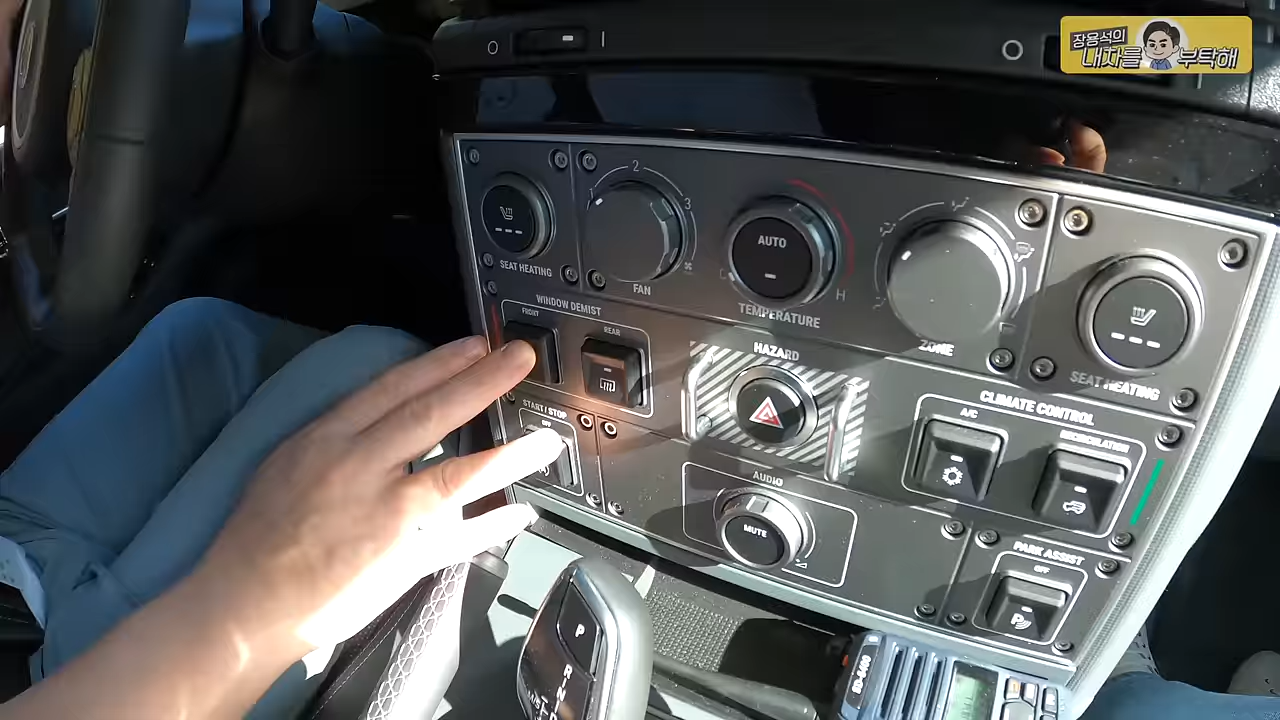 장용석의
내차를 부탁해
2
1
3
AUTO
SEAT HEATING
FAN
H
TEMPERATURE
ZONE
SEAT HEATING
WINDOW DEMIST
FRONT
REAR
HAZARD
START / STOP
OFF
CLIMATE CONTROL
A/C
RECIRCULATION
AUDIO
MUTE
PARK ASSIST
OFF
P
R
N